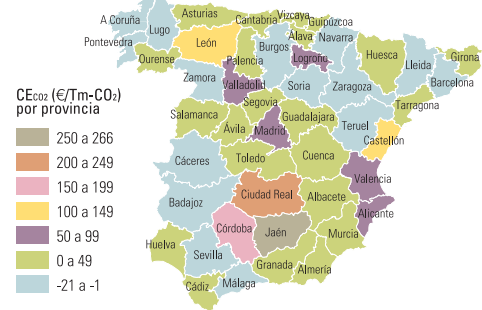 Asturias
Vizcaya
Guipúzcoa
A Coruña
Lugo
Cantabria
Álava
Navarra
Pontevedra
León
Burgos
Logroño
Huesca
Girona
Ourense
Palencia
Lleida
Barcelona
Zamora
Valladolid
Soria
Zaragoza
Tarragona
Segovia
Salamanca
Ávila
Madrid
Guadalajara
Teruel
Castellón
Cáceres
Toledo
Cuenca
Valencia
Badajoz
Ciudad Real
Albacete
Alicante
Córdoba
Jaén
Murcia
Huelva
Sevilla
Granada
Almería
Cádiz
Málaga
CECO2 (€/Tm-CO2)
por provincia
250 a 266
200 a 249
150 a 199
100 a 149
50 a 99
0 a 49
-21 a -1